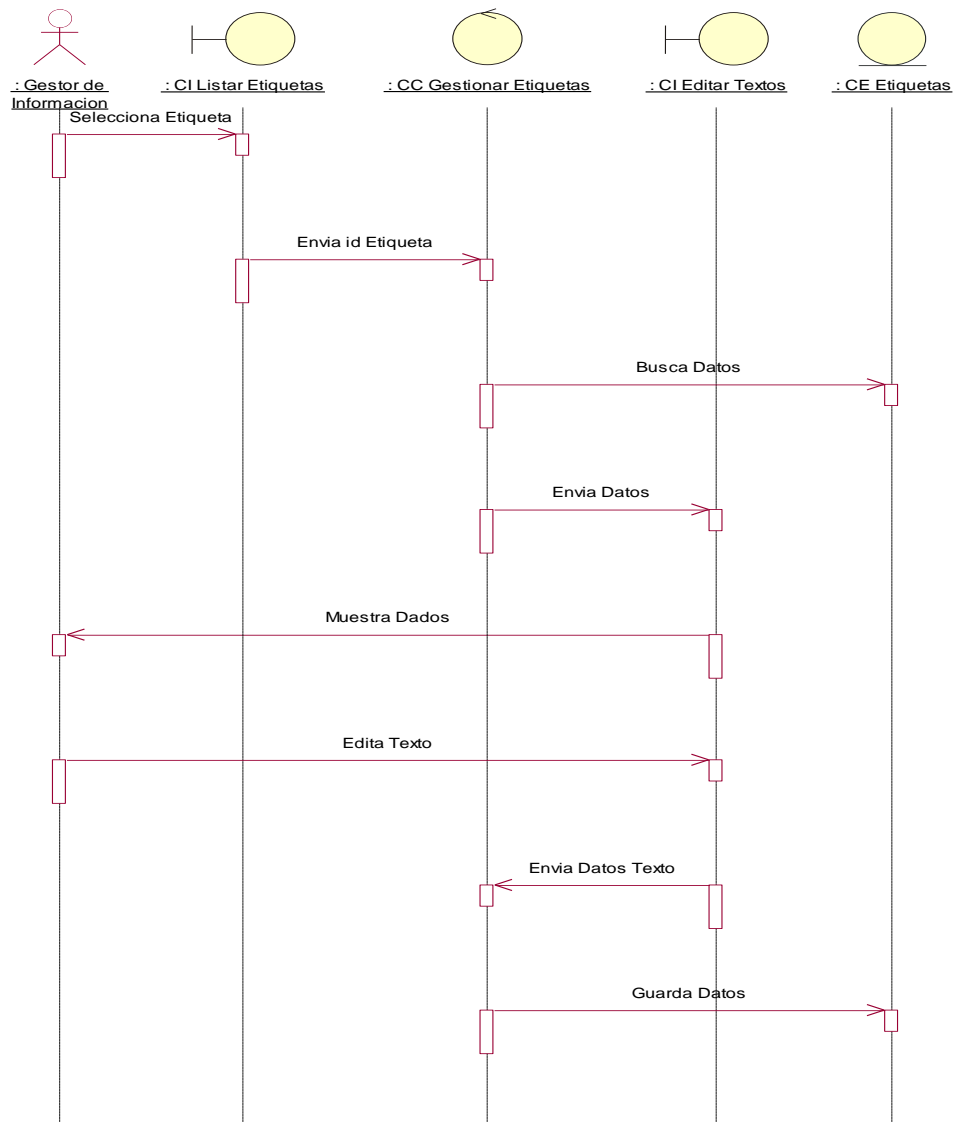 : Gestor de
Informacion
: CI Listar Etiquetas
: CC Gestionar Etiquetas
: CI Editar Textos
: CE Etiquetas
Selecciona Etiqueta
Envia id Etiqueta
Busca Datos
Envia Datos
Muestra Dados
Edita Texto
Envia Datos Texto
Guarda Datos